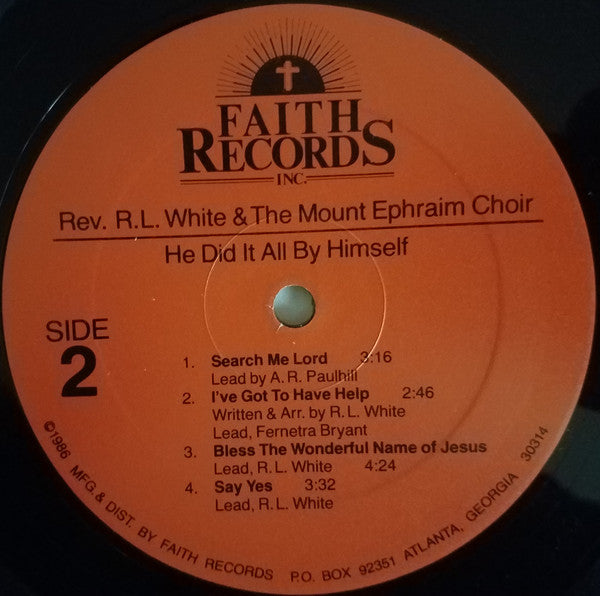 FAITH
RECORDS
INC.
Rev. R.L. White & The Mount Ephraim Choir
He Did It All By Himself
SIDE
2
1. Search Me Lord 3:16
Lead by A.R. Paulhill
2. I've Got To Have Help 2:46
Written & Arr. by R.L. White
Lead, Fernetra Bryant
3. Bless The Wonderful Name of Jesus
Lead, R.L. White 4:24
4. Say Yes 3:32
Lead, R.L. White
©1986 MFG. & DIST. BY FAITH RECORDS P.O. BOX 92351 ATLANTA, GEORGIA 30314